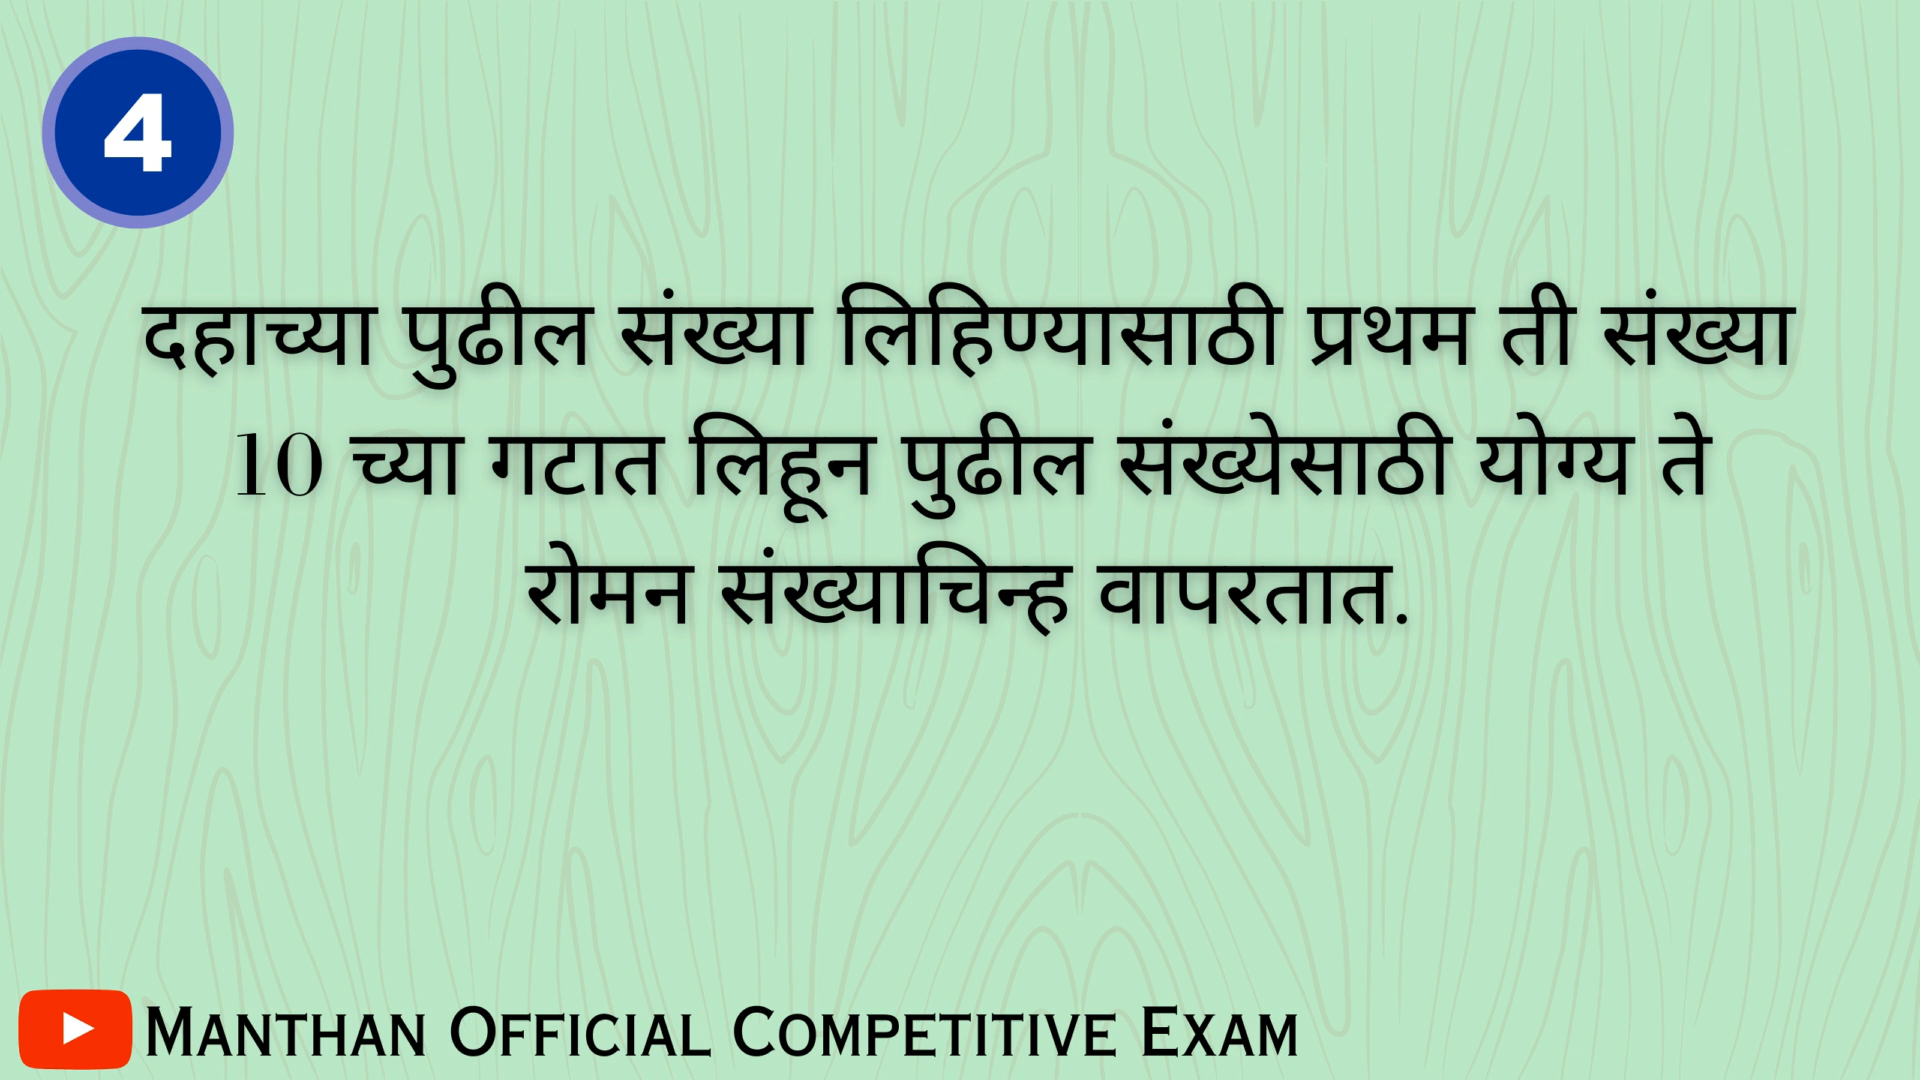 4
दहाच्या पुढील संख्या लिहिण्यासाठी प्रथम ती संख्या
10 च्या गटात लिहून पुढील संख्येसाठी योग्य ते
रोमन संख्याचिन्ह वापरतात.
MANTHAN OFFICIAL COMPETITIVE EXAM